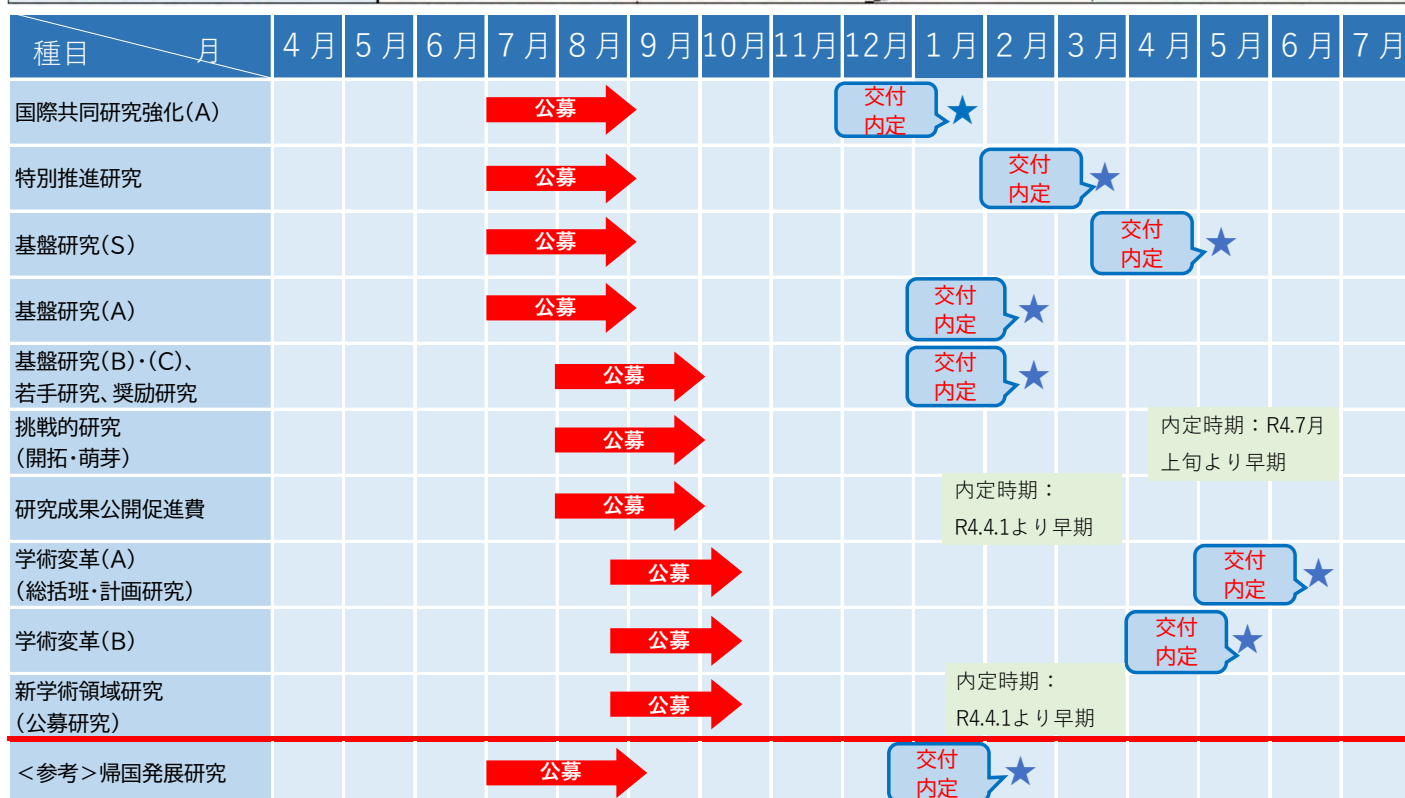 種目 月 4月 5月 6月 7月 8月 9月 10月 11月 12月 1月 2月 3月 4月 5月 6月 7月
国際共同研究強化(A) 公募 交付
内定 ★
特別推進研究 公募 交付
内定 ★
基盤研究(S) 公募 交付
内定 ★
基盤研究(A) 公募 交付
内定 ★
基盤研究(B)・(C)、
若手研究、奨励研究 公募 交付
内定 ★
挑戦的研究
(開拓・萌芽) 公募 内定時期：R4.7月
上旬より早期
研究成果公開促進費 公募 内定時期：
R4.4.1より早期
学術変革(A)
(総括班・計画研究) 公募 交付
内定 ★
学術変革(B) 公募 交付
内定 ★
新学術領域研究
(公募研究) 公募 内定時期：
R4.4.1より早期
＜参考＞帰国発展研究 公募 交付
内定 ★